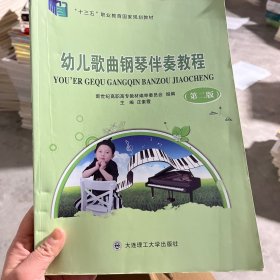 "十三五"职业教育国家规划教材
幼儿歌曲钢琴伴奏教程
YOU'ER GEQU GANGQIN BANZOU JIAOCHENG
新世纪高职高专教材编审委员会 组编
主编 庄素霞
第二版
大连理工大学出版社